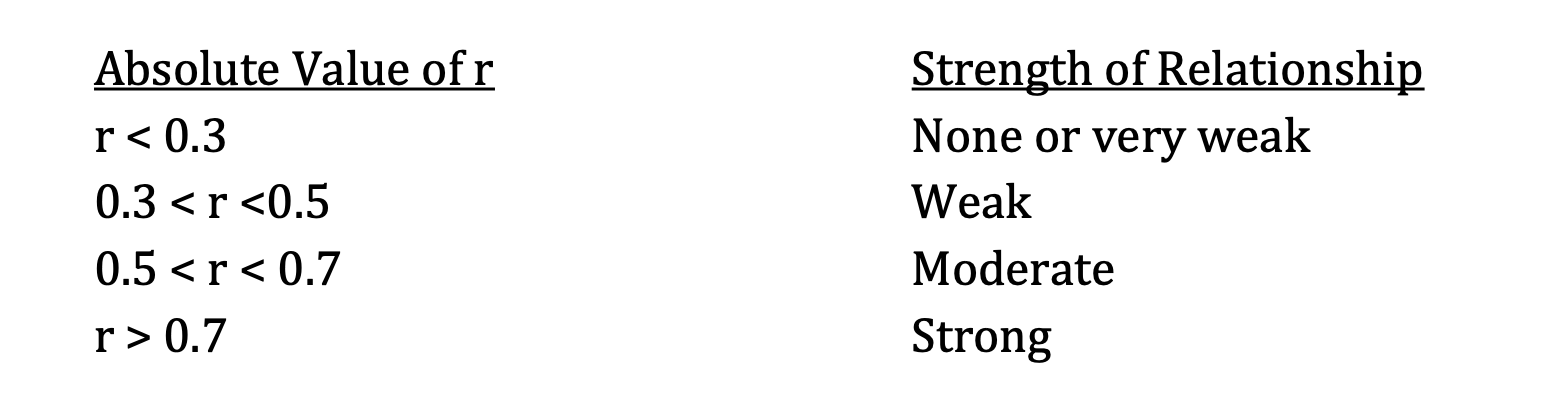 Absolute Value of r Strength of Relationship
r < 0.3 None or very weak
0.3 < r <0.5 Weak
0.5 < r < 0.7 Moderate
r > 0.7 Strong